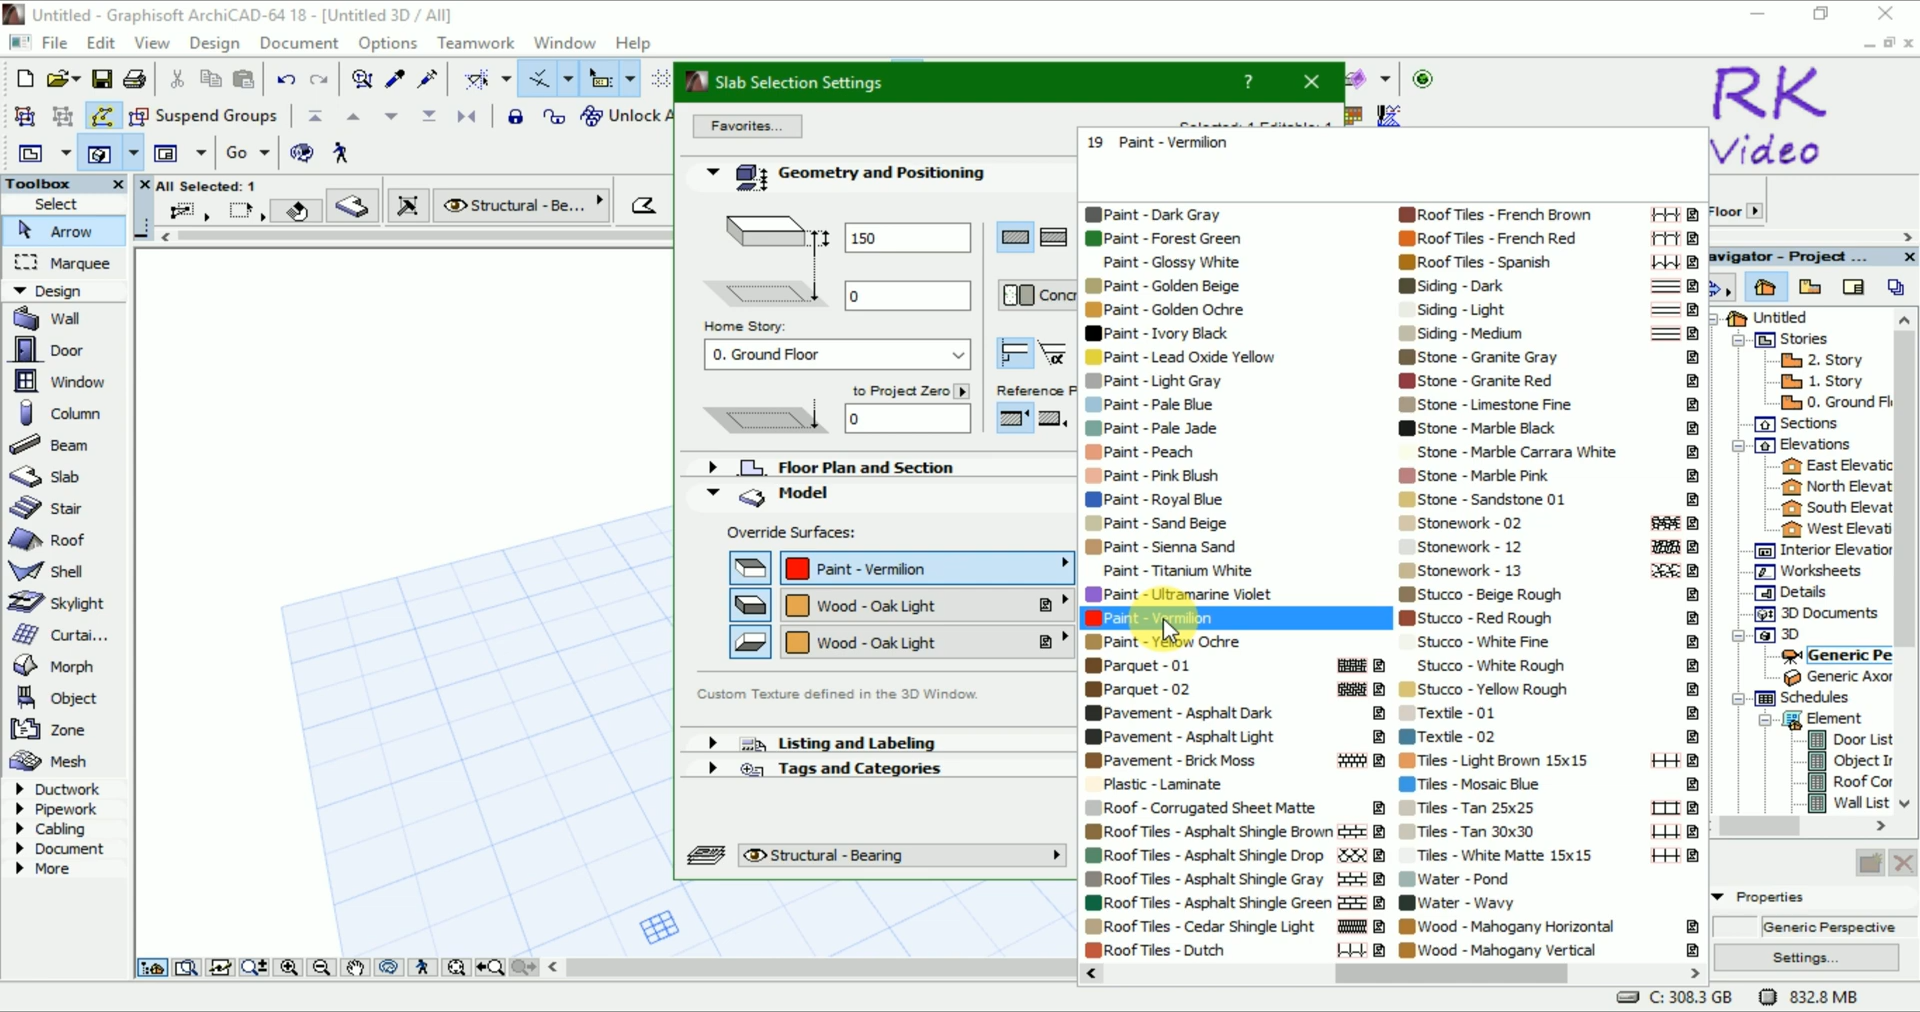 Untitled - Graphisoft ArchiCAD-64 18 - [Untitled 3D / All]
File Edit View Design Document Options Teamwork Window Help
Suspend Groups
Unlock A
Go
RK
Video
Toolbox
Select
Arrow
Marquee
Design
Wall
Door
Window
Column
Beam
Slab
Stair
Roof
Shell
Skylight
Curtai...
Morph
Object
Zone
Mesh
Ductwork
Pipework
Cabling
Document
More
All Selected: 1
Structural - Be...
Slab Selection Settings
?
Favorites...
Geometry and Positioning
150
0
Concr
Home Story:
0. Ground Floor
to Project Zero
Reference P
0
Floor Plan and Section
Model
Override Surfaces:
Paint - Vermilion
Wood - Oak Light
Wood - Oak Light
Custom Texture defined in the 3D Window.
Listing and Labeling
Tags and Categories
Structural - Bearing
19 Paint - Vermilion
Paint - Dark Gray
Paint - Forest Green
Paint - Glossy White
Paint - Golden Beige
Paint - Golden Ochre
Paint - Ivory Black
Paint - Lead Oxide Yellow
Paint - Light Gray
Paint - Pale Blue
Paint - Pale Jade
Paint - Peach
Paint - Pink Blush
Paint - Royal Blue
Paint - Sand Beige
Paint - Sienna Sand
Paint - Titanium White
Paint - Ultramarine Violet
Paint - Vermilion
Paint - Yellow Ochre
Parquet - 01
Parquet - 02
Pavement - Asphalt Dark
Pavement - Asphalt Light
Pavement - Brick Moss
Plastic - Laminate
Roof - Corrugated Sheet Matte
Roof Tiles - Asphalt Shingle Brown
Roof Tiles - Asphalt Shingle Drop
Roof Tiles - Asphalt Shingle Gray
Roof Tiles - Asphalt Shingle Green
Roof Tiles - Cedar Shingle Light
Roof Tiles - Dutch
Roof Tiles - French Brown
Roof Tiles - French Red
Roof Tiles - Spanish
Siding - Dark
Siding - Light
Siding - Medium
Stone - Granite Gray
Stone - Granite Red
Stone - Limestone Fine
Stone - Marble Black
Stone - Marble Carrara White
Stone - Marble Pink
Stone - Sandstone 01
Stonework - 02
Stonework - 12
Stonework - 13
Stucco - Beige Rough
Stucco - Red Rough
Stucco - White Fine
Stucco - White Rough
Stucco - Yellow Rough
Textile - 01
Textile - 02
Tiles - Light Brown 15x15
Tiles - Mosaic Blue
Tiles - Tan 25x25
Tiles - Tan 30x30
Tiles - White Matte 15x15
Water - Pond
Water - Wavy
Wood - Mahogany Horizontal
Wood - Mahogany Vertical
Floor
avigator - Project ...
Untitled
Stories
2. Story
1. Story
0. Ground Fl
Sections
Elevations
East Elevatic
North Elevat
South Elevat
West Elevati
Interior Elevatior
Worksheets
Details
3D Documents
3D
Generic Pe
Generic Axor
Schedules
Element
Door List
Object Ir
Roof Cor
Wall List
Properties
Generic Perspective
Settings...
C: 308.3 GB 832.8 MB